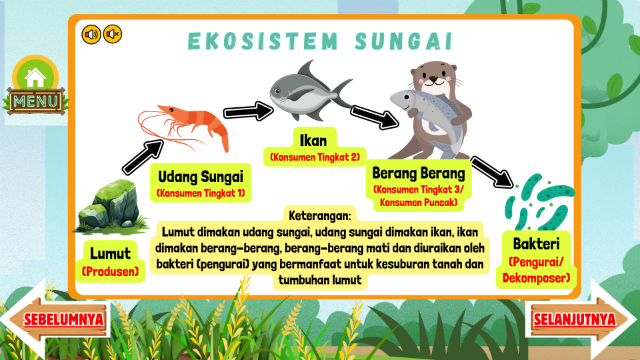 EKOSISTEM SUNGAI
MENU
Ikan
(Konsumen Tingkat 2)
Udang Sungai
(Konsumen Tingkat 1)
Berang Berang
(Konsumen Tingkat 3/
Konsumen Puncak)
Lumut
(Produsen)
Keterangan:
Lumut dimakan udang sungai, udang sungai dimakan ikan, ikan
dimakan berang-berang, berang-berang mati dan diuraikan oleh
bakteri (pengurai) yang bermanfaat untuk kesuburan tanah dan
tumbuhan lumut
Bakteri
(Pengurai/
Dekomposer)
SEBELUMNYA
SELANJUTNYA